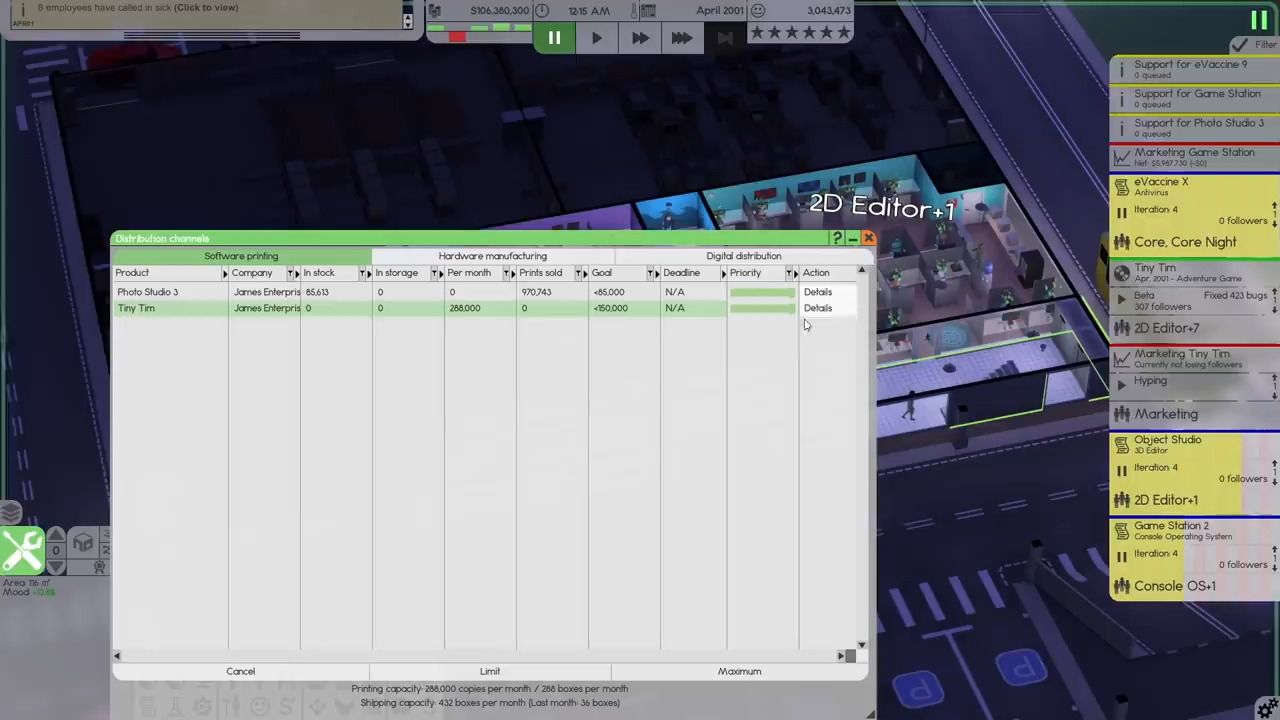 8 employees have called in sick (Click to view)
APR01
$106,380,300
12:15 AM
April 2001
3,043,473
Filter
Support for eVaccine 9
0 queued
Support for Game Station
0 queued
Support for Photo Studio 3
0 queued
Marketing Game Station
Net: $5,987,730 (-$0)
eVaccine X
Antivirus
Iteration: 4
0 followers
Core, Core Night
Tiny Tim
Apr, 2001 - Adventure Game
Beta
Fixed 423 bugs
307 followers
2D Editor+7
Marketing Tiny Tim
Currently not losing followers
Hyping
Marketing
Object Studio
3D Editor
Iteration: 4
0 followers
2D Editor+1
Game Station 2
Console Operating System
Iteration: 4
0 followers
Console OS+1
2D Editor+1
Distribution channels
?
Software printing
Hardware manufacturing
Digital distribution
Product Company In stock In storage Per month Prints sold Goal Deadline Priority Action
Photo Studio 3 James Enterpris 85,613 0 970,743 <85,000 N/A Details
Tiny Tim James Enterpris 0 0 288,000 0 <150,000 N/A Details
Cancel
Limit
Maximum
Printing capacity: 288,000 copies per month / 288 boxes per month
Shipping capacity: 432 boxes per month (Last month: 36 boxes)
0
Area: 116 m²
P
P